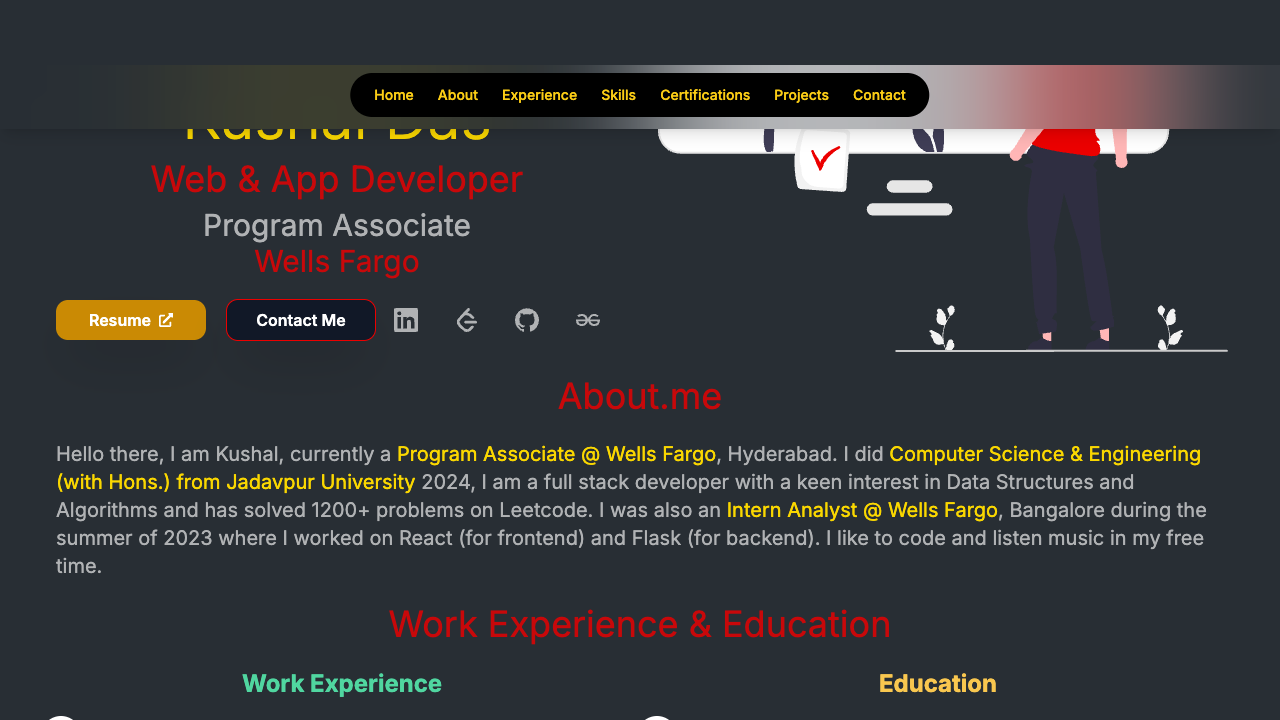 Home About Experience Skills Certifications Projects Contact
Kushal Das
Web & App Developer
Program Associate
Wells Fargo
Resume
Contact Me
About.me
Hello there, I am Kushal, currently a Program Associate @ Wells Fargo, Hyderabad. I did Computer Science & Engineering
(with Hons.) from Jadavpur University 2024, I am a full stack developer with a keen interest in Data Structures and
Algorithms and has solved 1200+ problems on Leetcode. I was also an Intern Analyst @ Wells Fargo, Bangalore during the
summer of 2023 where I worked on React (for frontend) and Flask (for backend). I like to code and listen music in my free
time.
Work Experience & Education
Work Experience
Education